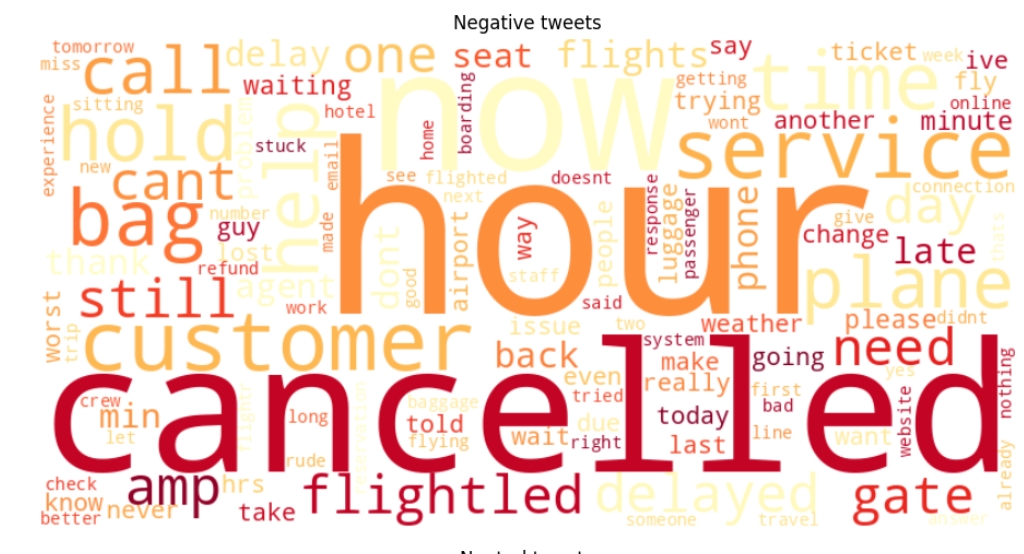 Negative tweets
tomorrow
miss
call
delay
one
seat
flights
say
ticket
week
ive
fly
waiting
getting
time
trying
online
sitting
hold
hotel
boarding
now
wont
another
minute
experience
problem
help
stuck
home
service
new
cant
email
see
flighted
doesnt
next
connection
bag
number
guy
made
hour
way
people
response
luggage
passenger
phone
give
day
change
thats
thank
lost
agent
dont
good
airport
staff
late
refund
still
work
said
plane
worst
trip
customer
issue
two
weather
please
didnt
system
back
make
going
need
nothing
even
really
yes
cancelled
crew
min
let
flightr
long
reservation
baggage
told
flying
tried
wait
due
right
today
last
first
bad
line
want
website
rude
check
know
better
never
amp
hrs
take
flightled
delayed
someone
travel
gate
answer
already